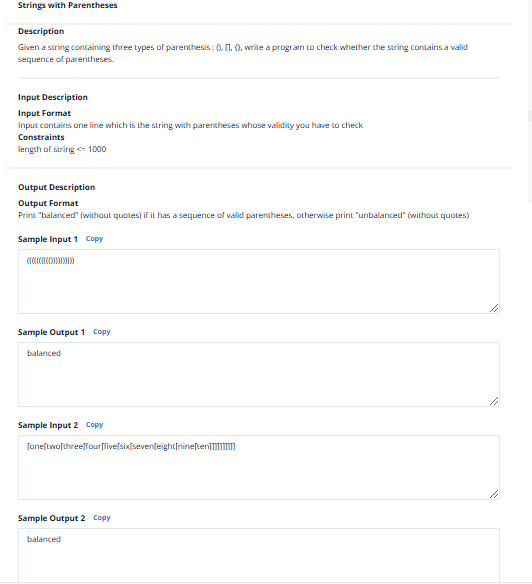 Strings with Parentheses
Description
Given a string containing three types of parenthesis : (), [], {}, write a program to check whether the string contains a valid
sequence of parentheses.
Input Description
Input Format
Input contains one line which is the string with parentheses whose validity you have to check
Constraints
length of string <= 1000
Output Description
Output Format
Print "balanced" (without quotes) if it has a sequence of valid parentheses, otherwise print "unbalanced" (without quotes)
Sample Input 1 Copy
(((((((((())))))))))
Sample Output 1 Copy
balanced
Sample Input 2 Copy
[one[two[three[four[five[six[seven[eight[nine[ten]]]]]]]]]]
Sample Output 2 Copy
balanced